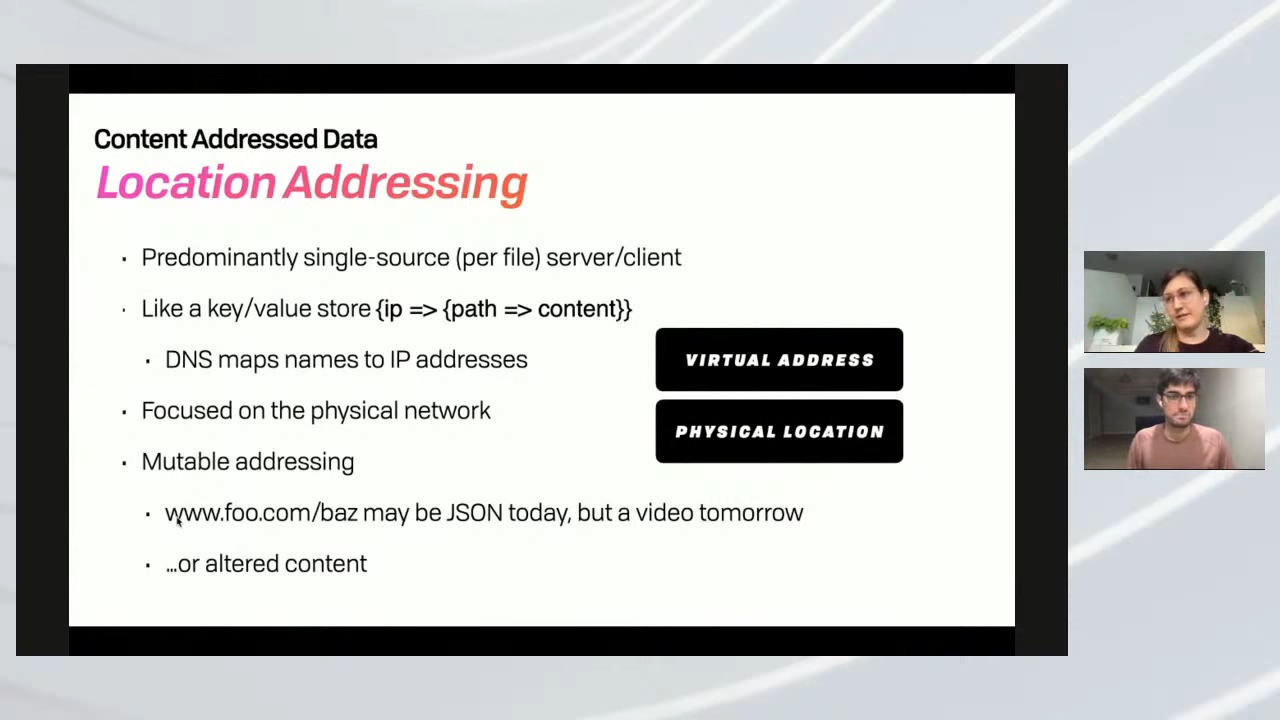 Content Addressed Data
Location Addressing
· Predominantly single-source (per file) server/client
· Like a key/value store {ip => {path => content}}
· DNS maps names to IP addresses
· Focused on the physical network
· Mutable addressing
· www.foo.com/baz may be JSON today, but a video tomorrow
· …or altered content
VIRTUAL ADDRESS
PHYSICAL LOCATION